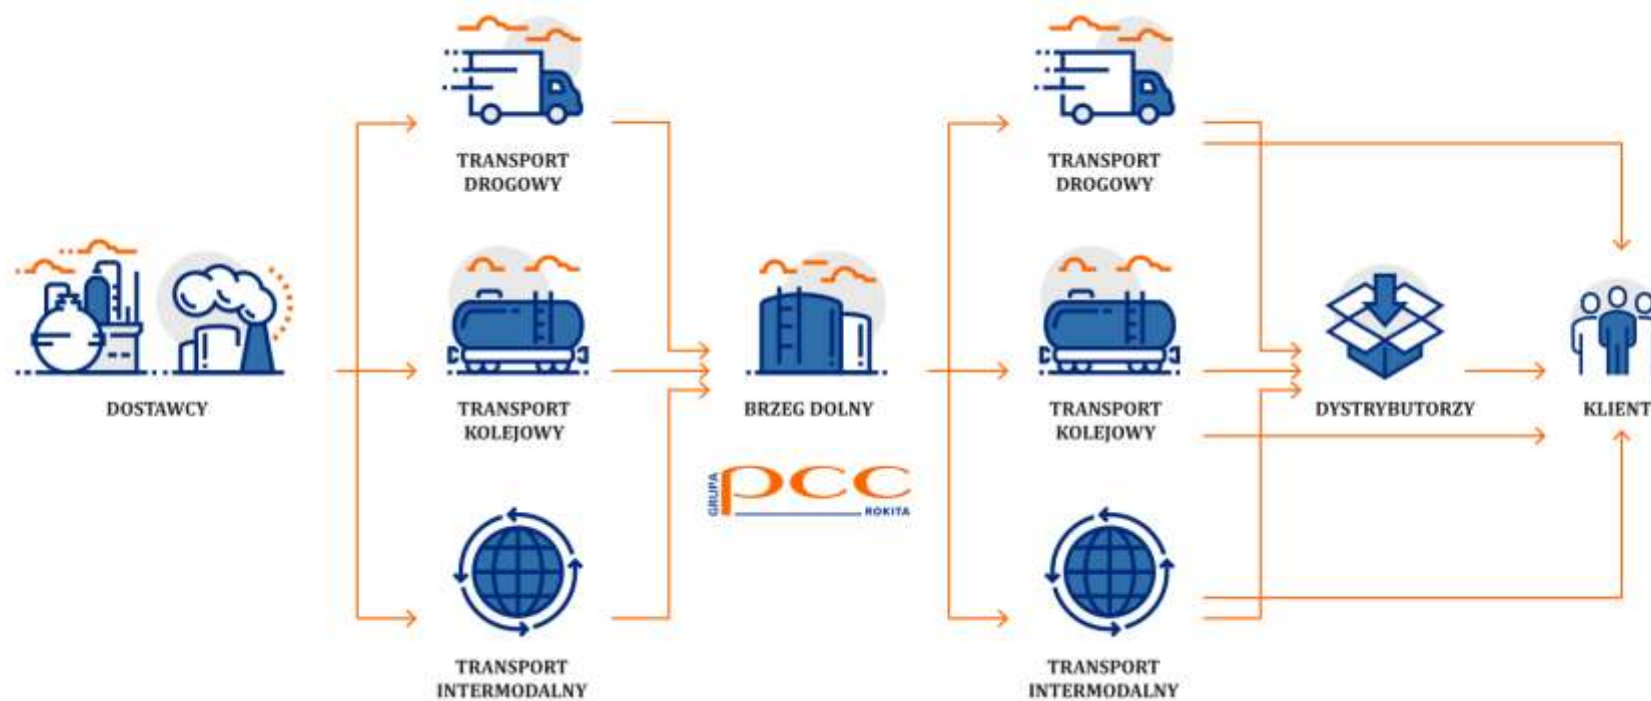 TRANSPORT
DROGOWY
TRANSPORT
DROGOWY
DOSTAWCY
TRANSPORT
KOLEJOWY
BRZEG DOLNY
TRANSPORT
KOLEJOWY
DYSTRYBUTORZY
KLIENT
GRUPA
pcc
ROKITA
TRANSPORT
INTERMODALNY
TRANSPORT
INTERMODALNY